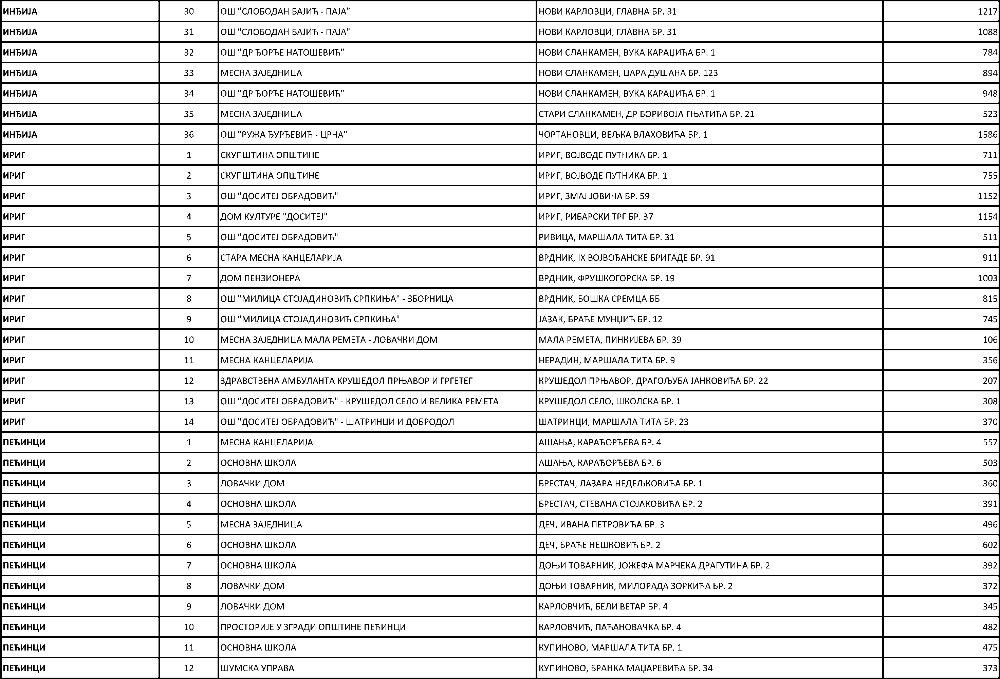 ИНЂИЈА 30 ОШ "СЛОБОДАН БАЈИЋ - ПАЈА" НОВИ КАРЛОВЦИ, ГЛАВНА БР. 31 1217
ИНЂИЈА 31 ОШ "СЛОБОДАН БАЈИЋ - ПАЈА" НОВИ КАРЛОВЦИ, ГЛАВНА БР. 31 1088
ИНЂИЈА 32 ОШ "ДР ЂОРЂЕ НАТОШЕВИЋ" НОВИ СЛАНКАМЕН, ВУКА КАРАЏИЋА БР. 1 784
ИНЂИЈА 33 МЕСНА ЗАЈЕДНИЦА НОВИ СЛАНКАМЕН, ЦАРА ДУШАНА БР. 123 894
ИНЂИЈА 34 ОШ "ДР ЂОРЂЕ НАТОШЕВИЋ" НОВИ СЛАНКАМЕН, ВУКА КАРАЏИЋА БР. 1 948
ИНЂИЈА 35 МЕСНА ЗАЈЕДНИЦА СТАРИ СЛАНКАМЕН, ДР БОРИВОЈА ГЊАТИЋА БР. 21 523
ИНЂИЈА 36 ОШ "РУЖА ЂУРЂЕВИЋ - ЦРНА" ЧОРТАНОВЦИ, ВЕЉКА ВЛАХОВИЋА БР. 1 1586
ИРИГ 1 СКУПШТИНА ОПШТИНЕ ИРИГ, ВОЈВОДЕ ПУТНИКА БР. 1 711
ИРИГ 2 СКУПШТИНА ОПШТИНЕ ИРИГ, ВОЈВОДЕ ПУТНИКА БР. 1 755
ИРИГ 3 ОШ "ДОСИТЕЈ ОБРАДОВИЋ" ИРИГ, ЗМАЈ ЈОВИНА БР. 59 1152
ИРИГ 4 ДОМ КУЛТУРЕ "ДОСИТЕЈ" ИРИГ, РИБАРСКИ ТРГ БР. 37 1154
ИРИГ 5 ОШ "ДОСИТЕЈ ОБРАДОВИЋ" РИВИЦА, МАРШАЛА ТИТА БР. 31 511
ИРИГ 6 СТАРА МЕСНА КАНЦЕЛАРИЈА ВРДНИК, IX ВОЈВОЂАНСКЕ БРИГАДЕ БР. 91 911
ИРИГ 7 ДОМ ПЕНЗИОНЕРА ВРДНИК, ФРУШКОГОРСКА БР. 19 1003
ИРИГ 8 ОШ "МИЛИЦА СТОЈАДИНОВИЋ СРПКИЊА" - ЗБОРНИЦА ВРДНИК, БОШКА СРЕМЦА ББ 815
ИРИГ 9 ОШ "МИЛИЦА СТОЈАДИНОВИЋ СРПКИЊА" ЈАЗАК, БРАЋЕ МУНЏИЋ БР. 12 745
ИРИГ 10 МЕСНА ЗАЈЕДНИЦА МАЛА РЕМЕТА - ЛОВАЧКИ ДОМ МАЛА РЕМЕТА, ПИНКИЈЕВА БР. 39 106
ИРИГ 11 МЕСНА КАНЦЕЛАРИЈА НЕРАДИН, МАРШАЛА ТИТА БР. 9 356
ИРИГ 12 ЗДРАВСТВЕНА АМБУЛАНТА КРУШЕДОЛ ПРЊАВОР И ГРГЕТЕГ КРУШЕДОЛ ПРЊАВОР, ДРАГОЉУБА ЈАНКОВИЋА БР. 22 207
ИРИГ 13 ОШ "ДОСИТЕЈ ОБРАДОВИЋ" - КРУШЕДОЛ СЕЛО И ВЕЛИКА РЕМЕТА КРУШЕДОЛ СЕЛО, ШКОЛСКА БР. 1 308
ИРИГ 14 ОШ "ДОСИТЕЈ ОБРАДОВИЋ" - ШАТРИНЦИ И ДОБРОДОЛ ШАТРИНЦИ, МАРШАЛА ТИТА БР. 23 370
ПЕЋИНЦИ 1 МЕСНА КАНЦЕЛАРИЈА АШАЊА, КАРАЂОРЂЕВА БР. 4 557
ПЕЋИНЦИ 2 ОСНОВНА ШКОЛА АШАЊА, КАРАЂОРЂЕВА БР. 6 503
ПЕЋИНЦИ 3 ЛОВАЧКИ ДОМ БРЕСТАЧ, ЛАЗАРА НЕДЕЉКОВИЋА БР. 1 360
ПЕЋИНЦИ 4 ОСНОВНА ШКОЛА БРЕСТАЧ, СТЕВАНА СТОЈАКОВИЋА БР. 2 391
ПЕЋИНЦИ 5 МЕСНА ЗАЈЕДНИЦА ДЕЧ, ИВАНА ПЕТРОВИЋА БР. 3 496
ПЕЋИНЦИ 6 ОСНОВНА ШКОЛА ДЕЧ, БРАЋЕ НЕШКОВИЋ БР. 2 602
ПЕЋИНЦИ 7 ОСНОВНА ШКОЛА ДОЊИ ТОВАРНИК, ЈОЖЕФА МАРЧЕКА ДРАГУТИНА БР. 2 392
ПЕЋИНЦИ 8 ЛОВАЧКИ ДОМ ДОЊИ ТОВАРНИК, МИЛОРАДА ЗОРКИЋА БР. 2 372
ПЕЋИНЦИ 9 ЛОВАЧКИ ДОМ КАРЛОВЧИЋ, БЕЛИ ВЕТАР БР. 4 345
ПЕЋИНЦИ 10 ПРОСТОРИЈЕ У ЗГРАДИ ОПШТИНЕ ПЕЋИНЦИ КАРЛОВЧИЋ, ПАЋАНОВАЧКА БР. 4 482
ПЕЋИНЦИ 11 ОСНОВНА ШКОЛА КУПИНОВО, МАРШАЛА ТИТА БР. 1 475
ПЕЋИНЦИ 12 ШУМСКА УПРАВА КУПИНОВО, БРАНКА МАЏАРЕВИЋА БР. 34 373